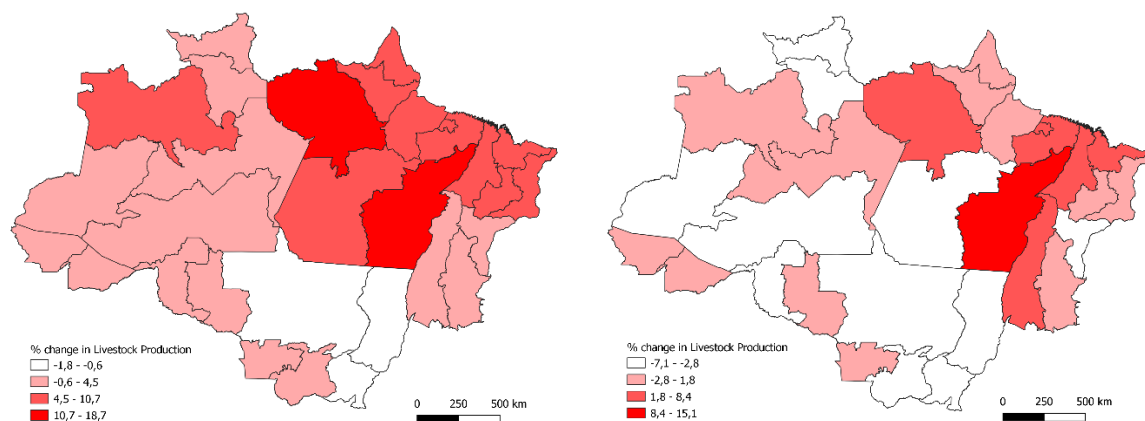 % change in Livestock Production
-1,8 - -0,6
-0,6 - 4,5
4,5 - 10,7
10,7 - 18,7
0 250 500 km
% change in Livestock Production
-7,1 - -2,8
-2,8 - 1,8
1,8 - 8,4
8,4 - 15,1
0 250 500 km